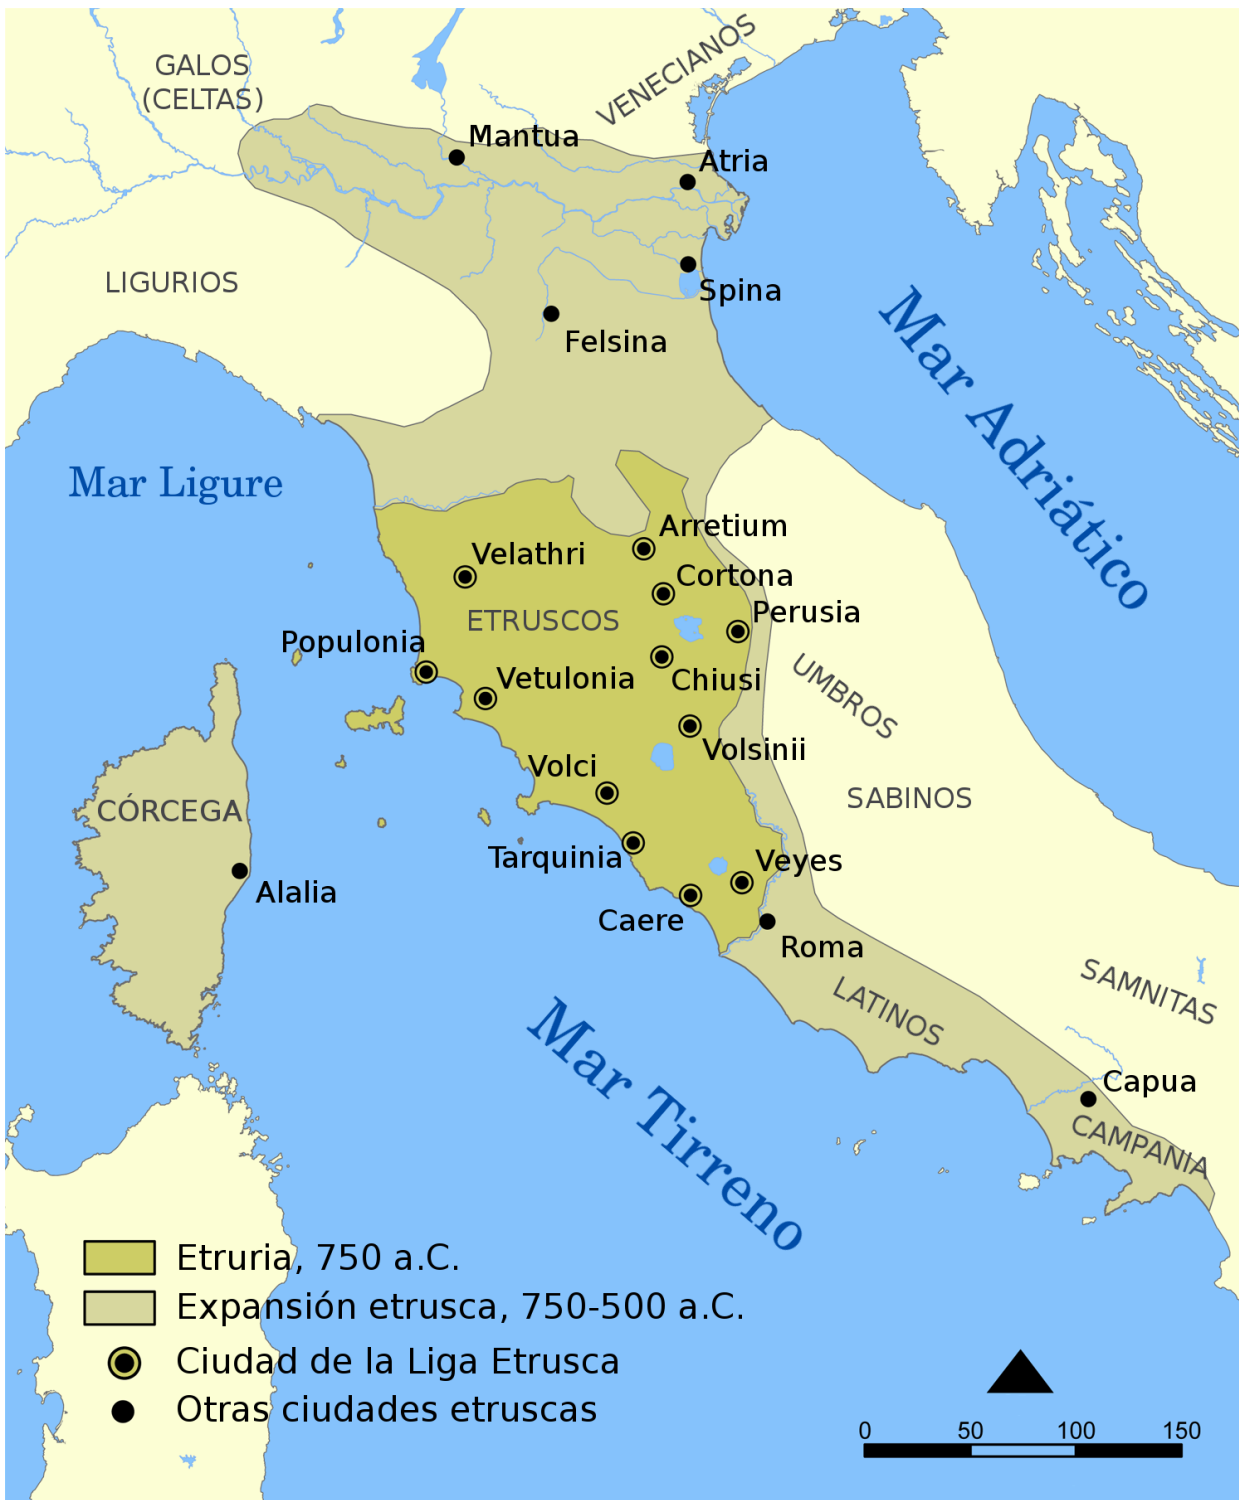 GALOS
(CELTAS)
VENECIANOS
Mantua
Atria
LIGURIOS
Spina
Felsina
Mar Adriático
Mar Ligure
Arretium
Velathri
Cortona
ETRUSCOS
Perusia
Populonia
Chiusi
Vetulonia
UMBROS
Volsinii
Volci
SABINOS
CÓRCEGA
Tarquinia
Veyes
Alalia
Caere
Roma
LATINOS
SAMNITAS
Mar Tirreno
Capua
CAMPANIA
Etruria, 750 a.C.
Expansión etrusca, 750-500 a.C.
Ciudad de la Liga Etrusca
Otras ciudades etruscas
0 50 100 150